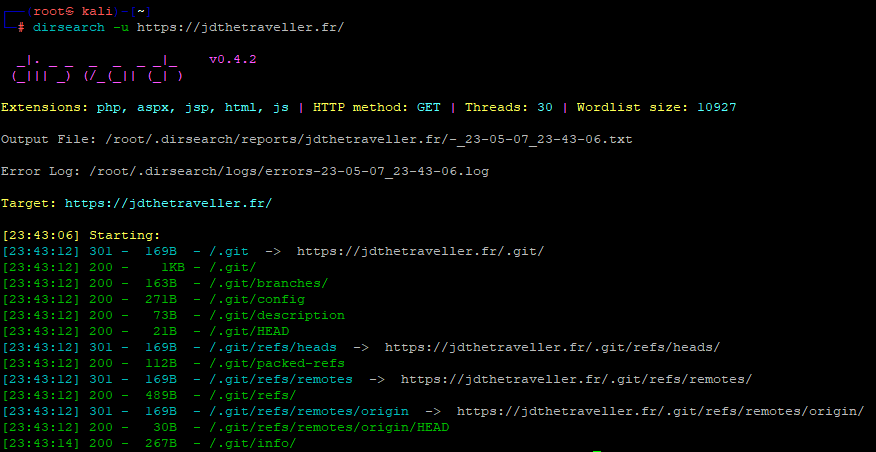 (root㉿kali)-[~]
# dirsearch -u https://jdthetraveller.fr/
_|. _ _ _ _ _ _|_ v0.4.2
(_||| _) (/_(_|| (_| )
Extensions: php, aspx, jsp, html, js | HTTP method: GET | Threads: 30 | Wordlist size: 10927
Output File: /root/.dirsearch/reports/jdthetraveller.fr/-_23-05-07_23-43-06.txt
Error Log: /root/.dirsearch/logs/errors-23-05-07_23-43-06.log
Target: https://jdthetraveller.fr/
[23:43:06] Starting:
[23:43:12] 301 - 169B - /.git -> https://jdthetraveller.fr/.git/
[23:43:12] 200 - 1KB - /.git/
[23:43:12] 200 - 163B - /.git/branches/
[23:43:12] 200 - 271B - /.git/config
[23:43:12] 200 - 73B - /.git/description
[23:43:12] 200 - 21B - /.git/HEAD
[23:43:12] 301 - 169B - /.git/refs/heads -> https://jdthetraveller.fr/.git/refs/heads/
[23:43:12] 200 - 112B - /.git/packed-refs
[23:43:12] 301 - 169B - /.git/refs/remotes -> https://jdthetraveller.fr/.git/refs/remotes/
[23:43:12] 200 - 489B - /.git/refs/
[23:43:12] 301 - 169B - /.git/refs/remotes/origin -> https://jdthetraveller.fr/.git/refs/remotes/origin/
[23:43:12] 200 - 30B - /.git/refs/remotes/origin/HEAD
[23:43:14] 200 - 267B - /.git/info/